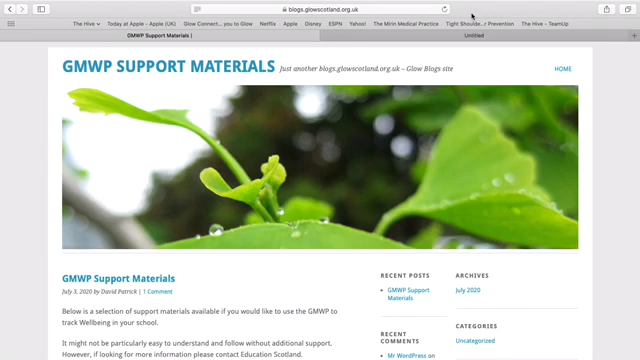 blogs.glowscotland.org.uk
The Hive Today at Apple - Apple (UK) Glow Connect...you to Glow Netflix Apple Disney ESPN Yahoo! The Mirin Medical Practice Tight Shoulde...r Prevention The Hive - TeamUp
GMWP Support Materials | Untitled
GMWP SUPPORT MATERIALS Just another blogs.glowscotland.org.uk – Glow Blogs site HOME
GMWP Support Materials
July 3, 2020 by David Patrick | 1 Comment
Below is a selection of support materials available if you would like to use the GMWP to
track Wellbeing in your school.
It might not be particularly easy to understand and follow without additional support.
However, if looking for more information please contact Education Scotland.
RECENT POSTS
GMWP Support
Materials
RECENT
COMMENTS
Mr WordPress on
ARCHIVES
July 2020
CATEGORIES
Uncategorized